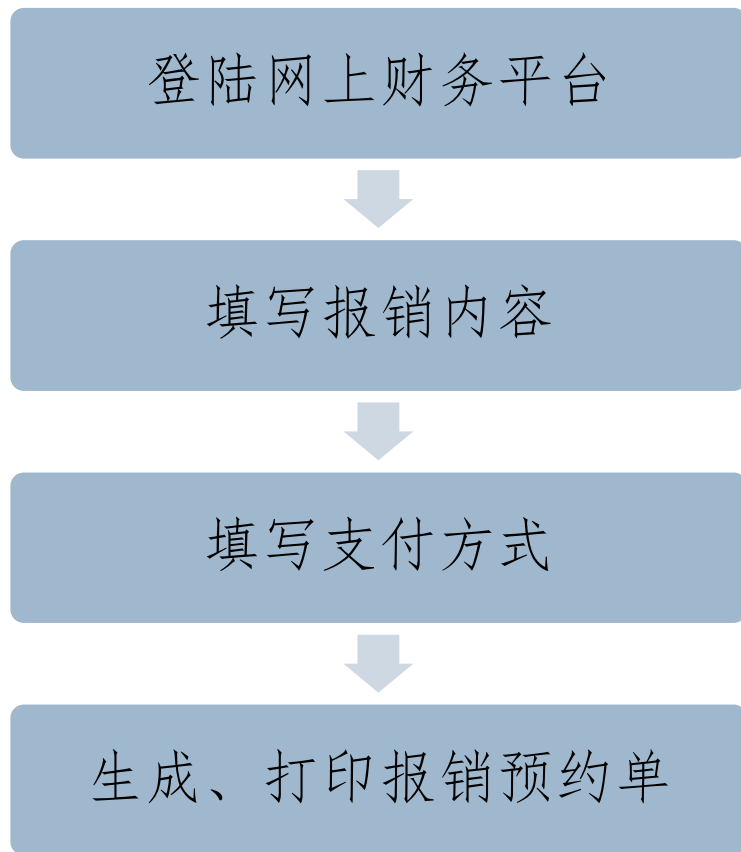 登陆网上财务平台
填写报销内容
填写支付方式
生成、打印报销预约单